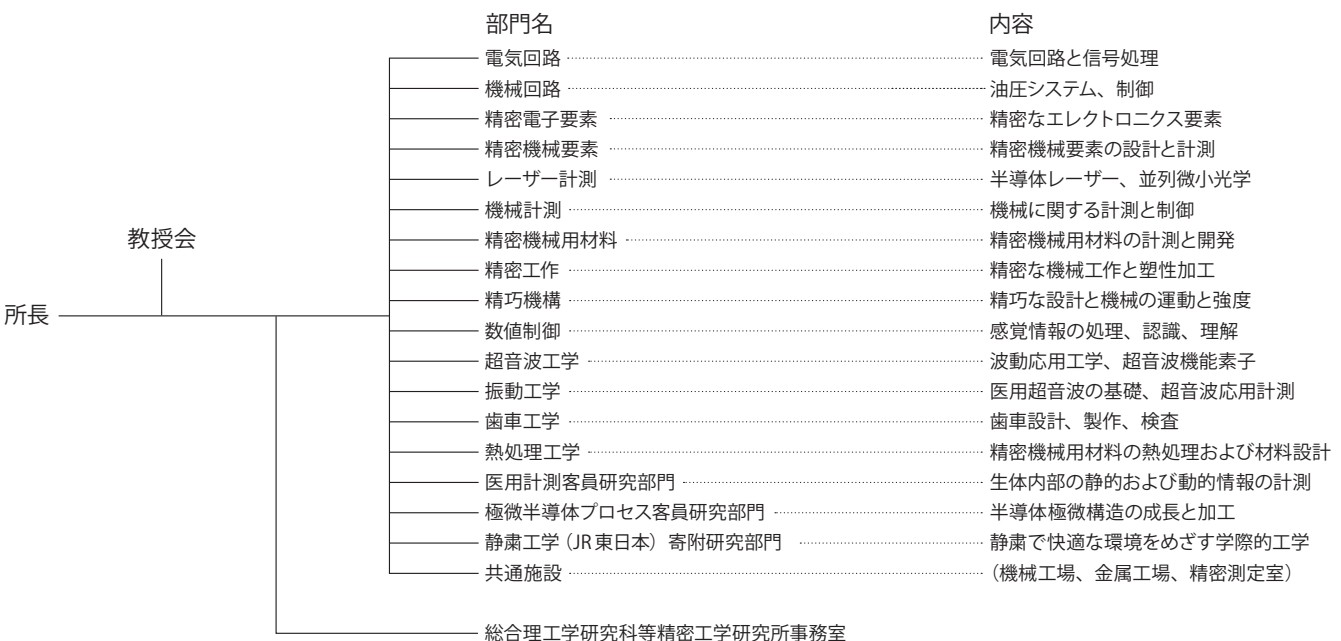 部門名 内容
電気回路 電気回路と信号処理
機械回路 油圧システム、制御
精密電子要素 精密なエレクトロニクス要素
精密機械要素 精密機械要素の設計と計測
レーザー計測 半導体レーザー、並列微小光学
機械計測 機械に関する計測と制御
教授会
精密機械用材料 精密機械用材料の計測と開発
精密工作 精密な機械工作と塑性加工
精巧機構 精巧な設計と機械の運動と強度
所長
数値制御 感覚情報の処理、認識、理解
超音波工学 波動応用工学、超音波機能素子
振動工学 医用超音波の基礎、超音波応用計測
歯車工学 歯車設計、製作、検査
熱処理工学 精密機械用材料の熱処理および材料設計
医用計測客員研究部門 生体内部の静的および動的情報の計測
極微半導体プロセス客員研究部門 半導体極微構造の成長と加工
静粛工学（JR東日本）寄附研究部門 静粛で快適な環境をめざす学際的工学
共通施設 （機械工場、金属工場、精密測定室）
総合理工学研究科等精密工学研究所事務室